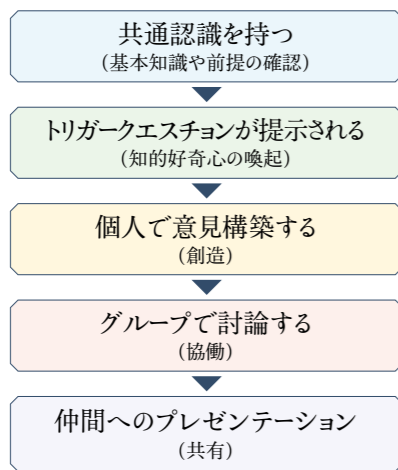 共通認識を持つ
(基本知識や前提の確認)
トリガークエスチョンが提示される
(知的好奇心の喚起)
個人で意見構築する
(創造)
グループで討論する
(協働)
仲間へのプレゼンテーション
(共有)